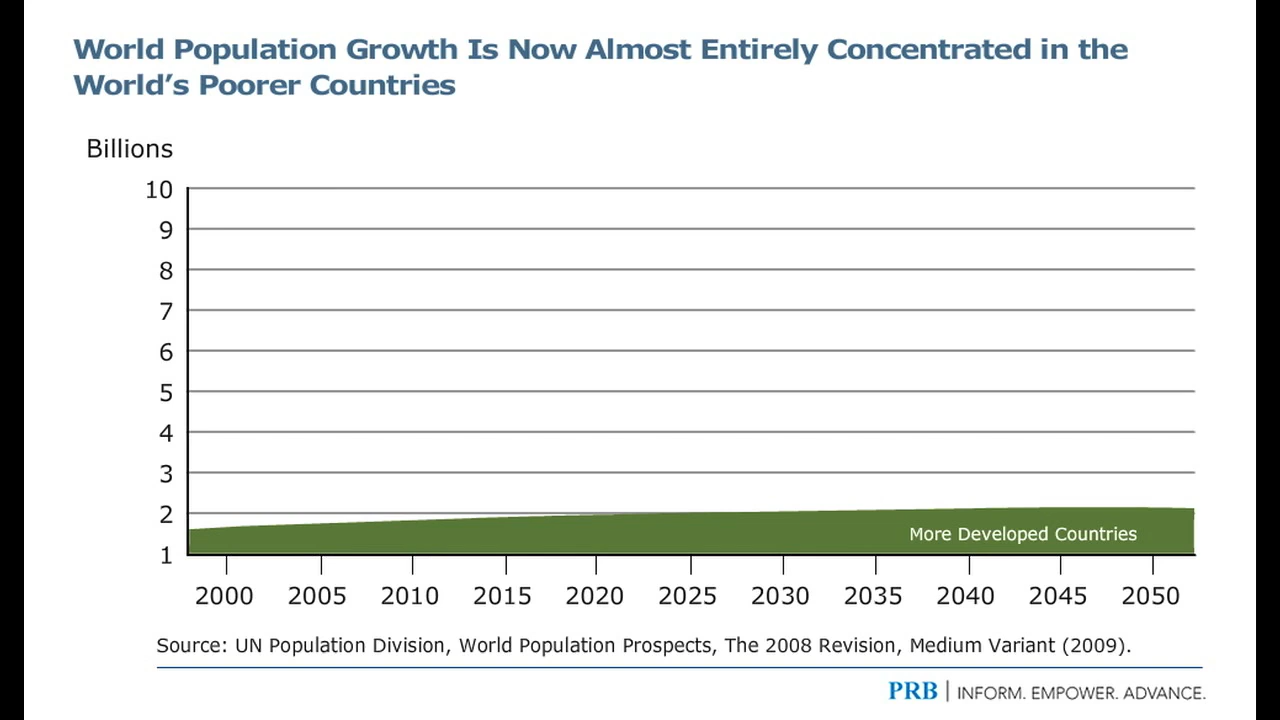 World Population Growth Is Now Almost Entirely Concentrated in the
World's Poorer Countries
Billions
10
9
8
7
6
5
4
3
2
1
More Developed Countries
2000 2005 2010 2015 2020 2025 2030 2035 2040 2045 2050
Source: UN Population Division, World Population Prospects, The 2008 Revision, Medium Variant (2009).
PRB | INFORM. EMPOWER. ADVANCE.